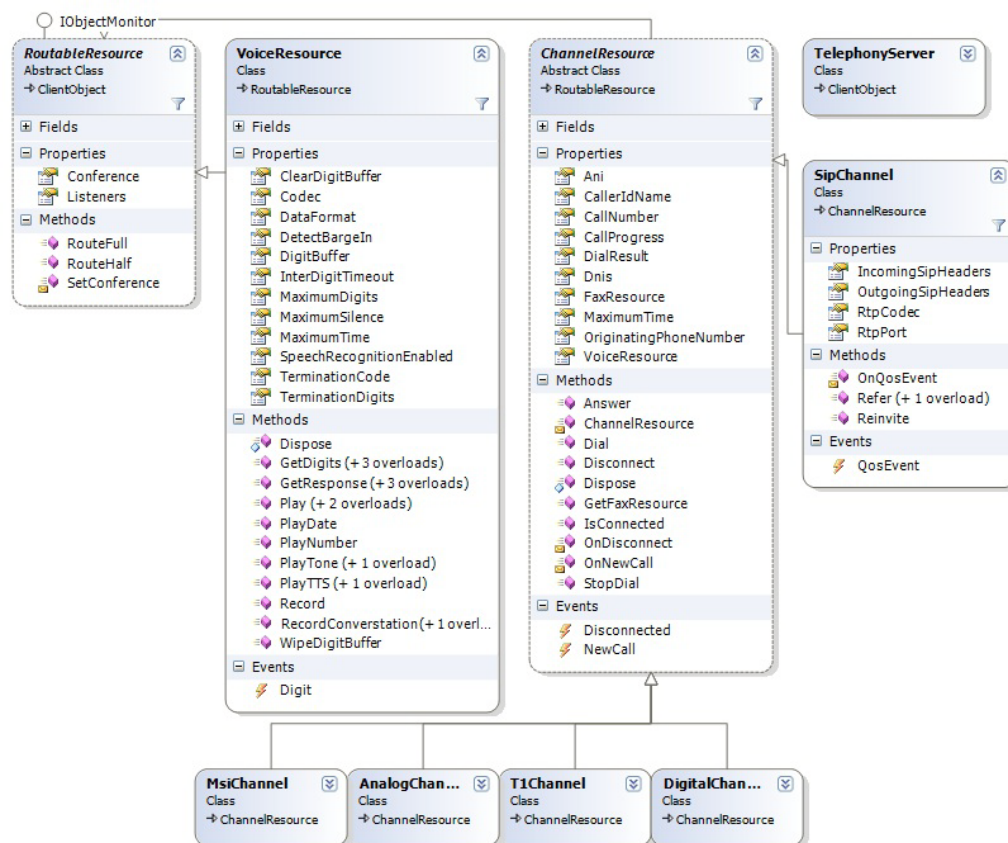 IObjectMonitor
RoutableResource
Abstract Class
ClientObject
Fields
Properties
Conference
Listeners
Methods
RouteFull
RouteHalf
SetConference
VoiceResource
Class
RoutableResource
Fields
Properties
ClearDigitBuffer
Codec
DataFormat
DetectBargeIn
DigitBuffer
InterDigitTimeout
MaximumDigits
MaximumSilence
MaximumTime
SpeechRecognitionEnabled
TerminationCode
TerminationDigits
Methods
Dispose
GetDigits (+ 3 overloads)
GetResponse (+ 3 overloads)
Play (+ 2 overloads)
PlayDate
PlayNumber
PlayTone (+ 1 overload)
PlayTTS (+ 1 overload)
Record
RecordConverstation (+ 1 overl...
WipeDigitBuffer
Events
Digit
ChannelResource
Abstract Class
RoutableResource
Fields
Properties
Ani
CallerIdName
CallNumber
CallProgress
DialResult
Dnis
FaxResource
MaximumTime
OriginatingPhoneNumber
VoiceResource
Methods
Answer
ChannelResource
Dial
Disconnect
Dispose
GetFaxResource
IsConnected
OnDisconnect
OnNewCall
StopDial
Events
Disconnected
NewCall
TelephonyServer
Class
ClientObject
SipChannel
Class
ChannelResource
Properties
IncomingSipHeaders
OutgoingSipHeaders
RtpCodec
RtpPort
Methods
OnQosEvent
Refer (+ 1 overload)
Reinvite
Events
QosEvent
MsiChannel
Class
ChannelResource
AnalogChan...
Class
ChannelResource
T1Channel
Class
ChannelResource
DigitalChan...
Class
ChannelResource